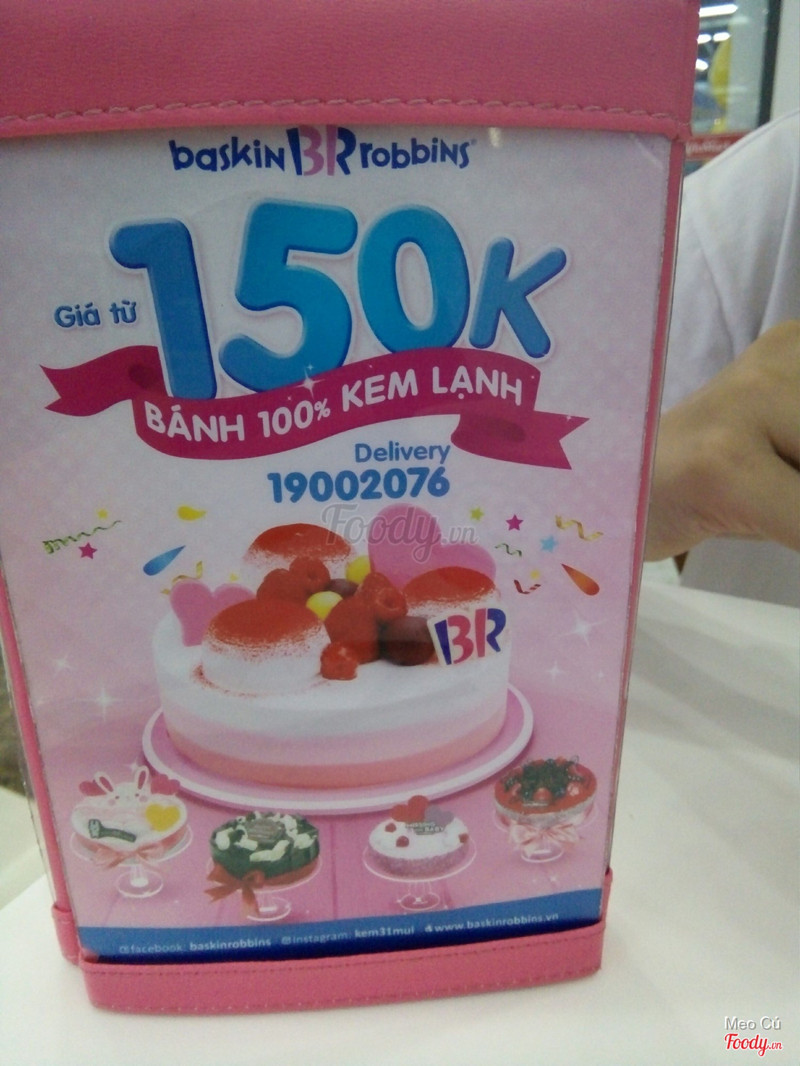 baskin BR robbins
Giá từ 150K
BÁNH 100% KEM LẠNH
Delivery
19002076
Foody.vn
BR
facebook: baskinrobbins instagram: kem31mui www.baskinrobbins.vn
Meo Cú
Foody.vn